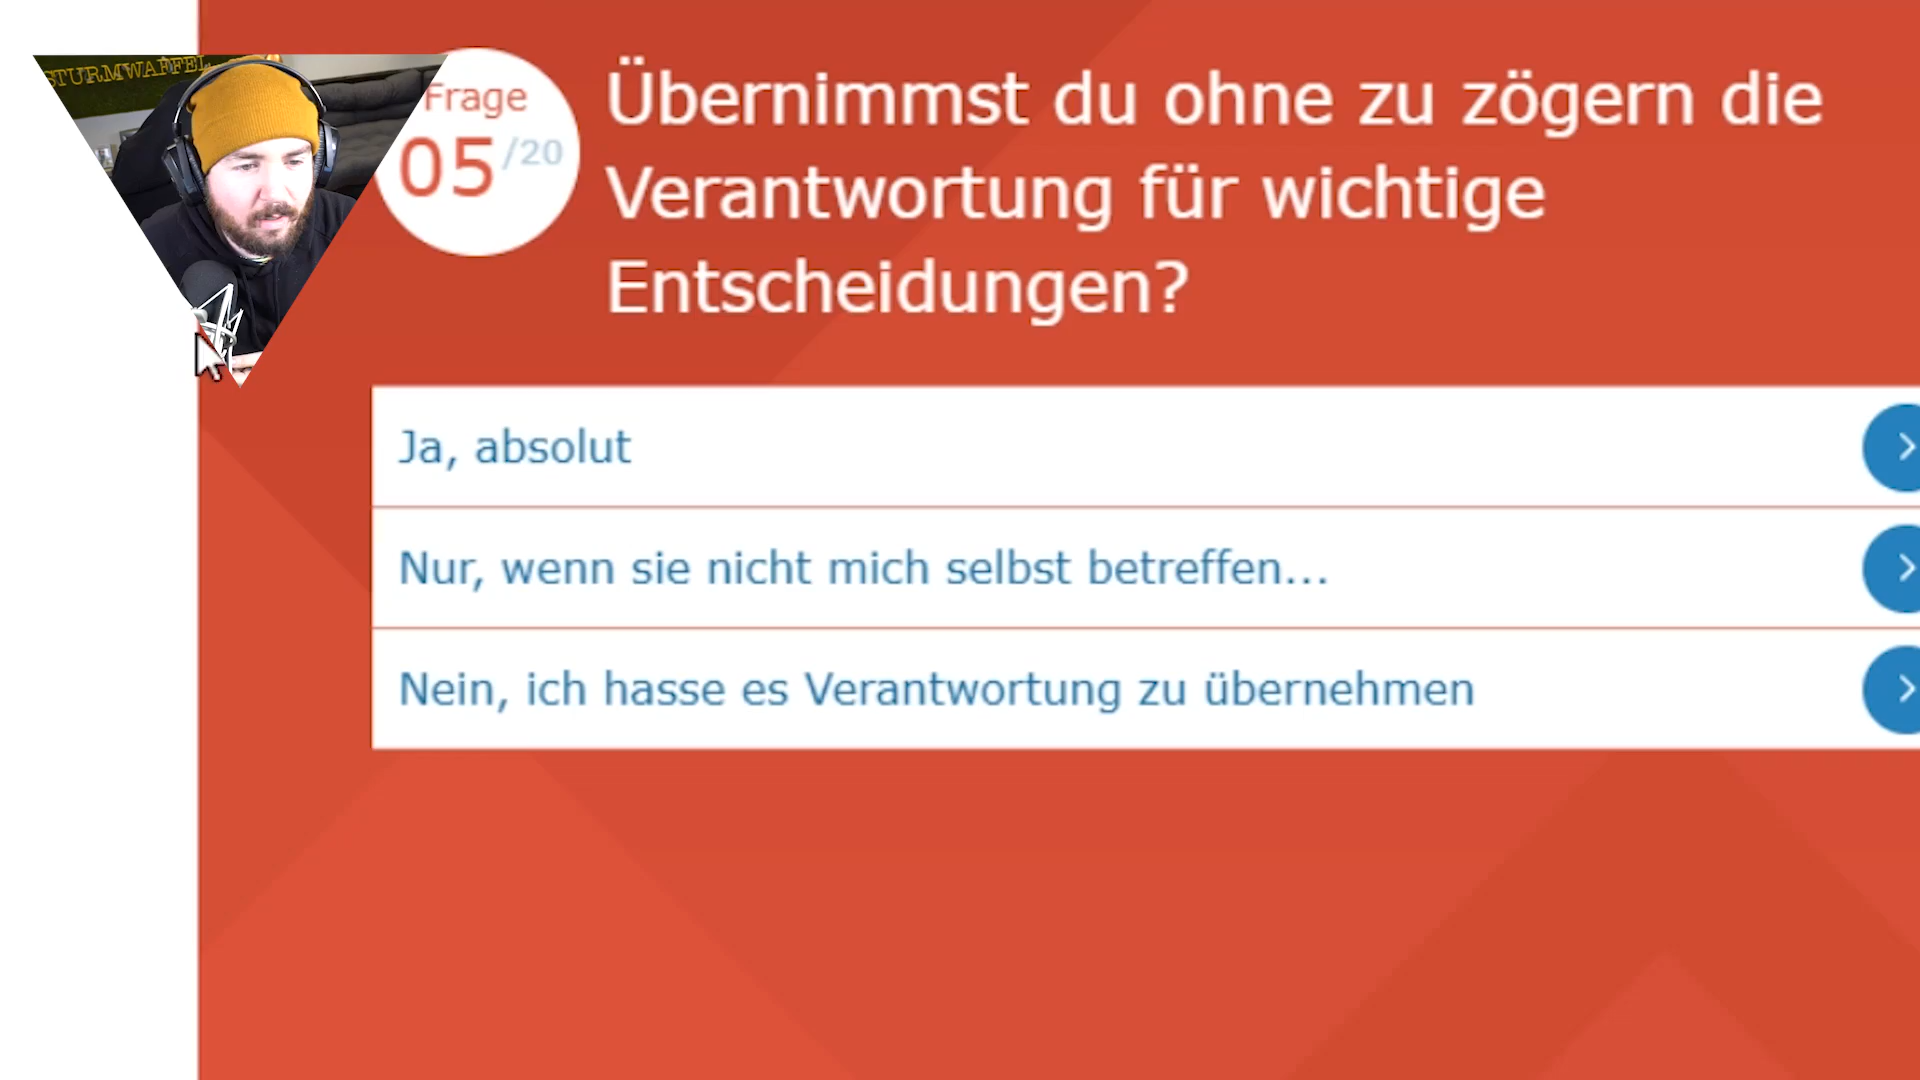 STURMWAFFEL
Frage
05/20
Übernimmst du ohne zu zögern die
Verantwortung für wichtige
Entscheidungen?
Ja, absolut
Nur, wenn sie nicht mich selbst betreffen...
Nein, ich hasse es Verantwortung zu übernehmen